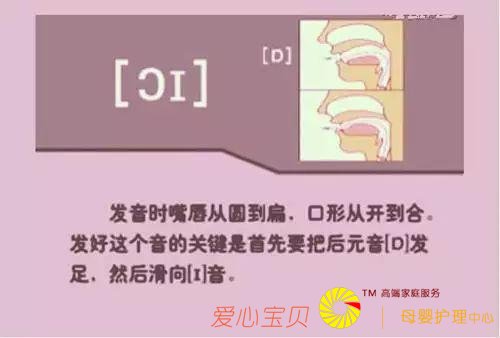 [ɔɪ]
[ɒ]
发音时嘴唇从圆到扁，口形从开到合。
发好这个音的关键是首先要把后元音[ɒ]发
足，然后滑向[ɪ]音。
TM 高端家庭服务
爱心宝贝 | 母婴护理中心